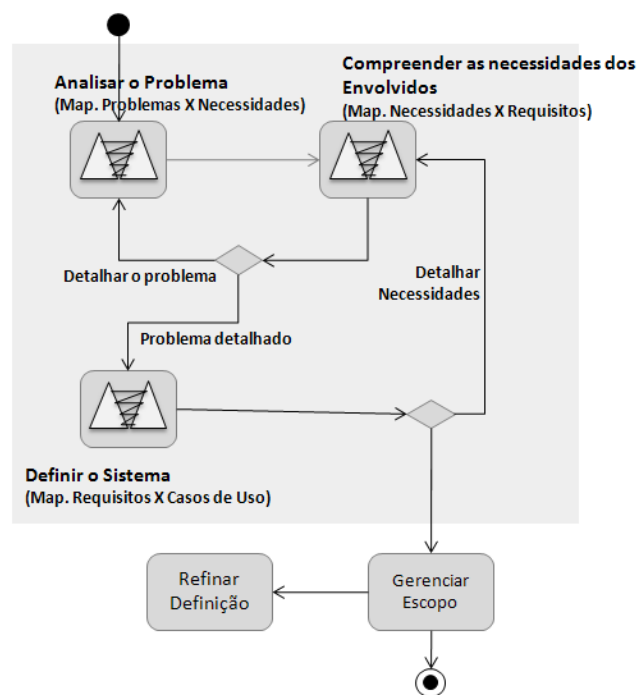 Analisar o Problema
(Map. Problemas X Necessidades)
Compreender as necessidades dos
Envolvidos
(Map. Necessidades X Requisitos)
Detalhar o problema
Detalhar
Necessidades
Problema detalhado
Definir o Sistema
(Map. Requisitos X Casos de Uso)
Refinar
Definição
Gerenciar
Escopo